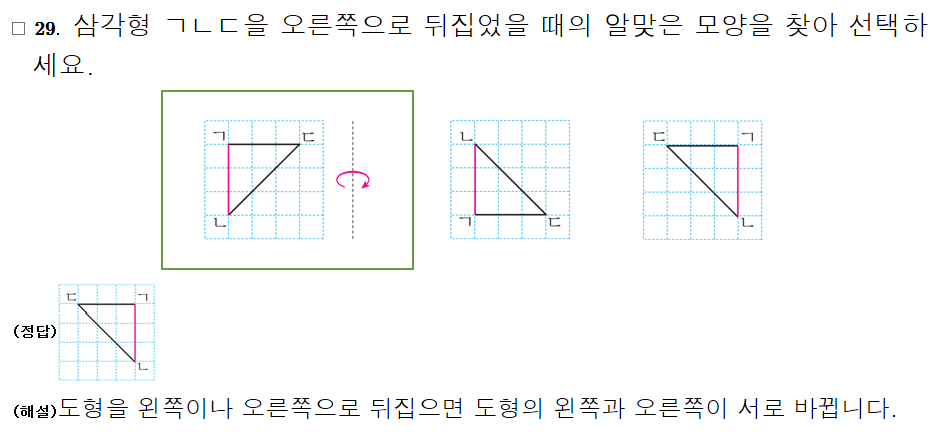 □ 29. 삼각형 ㄱㄴㄷ을 오른쪽으로 뒤집었을 때의 알맞은 모양을 찾아 선택하
세요.
ㄱ ㄷ
ㄴ
ㄴ
ㄱ ㄷ
ㄷ ㄱ
ㄴ
(정답)
ㄷ ㄱ
ㄴ
(해설)도형을 왼쪽이나 오른쪽으로 뒤집으면 도형의 왼쪽과 오른쪽이 서로 바뀝니다.